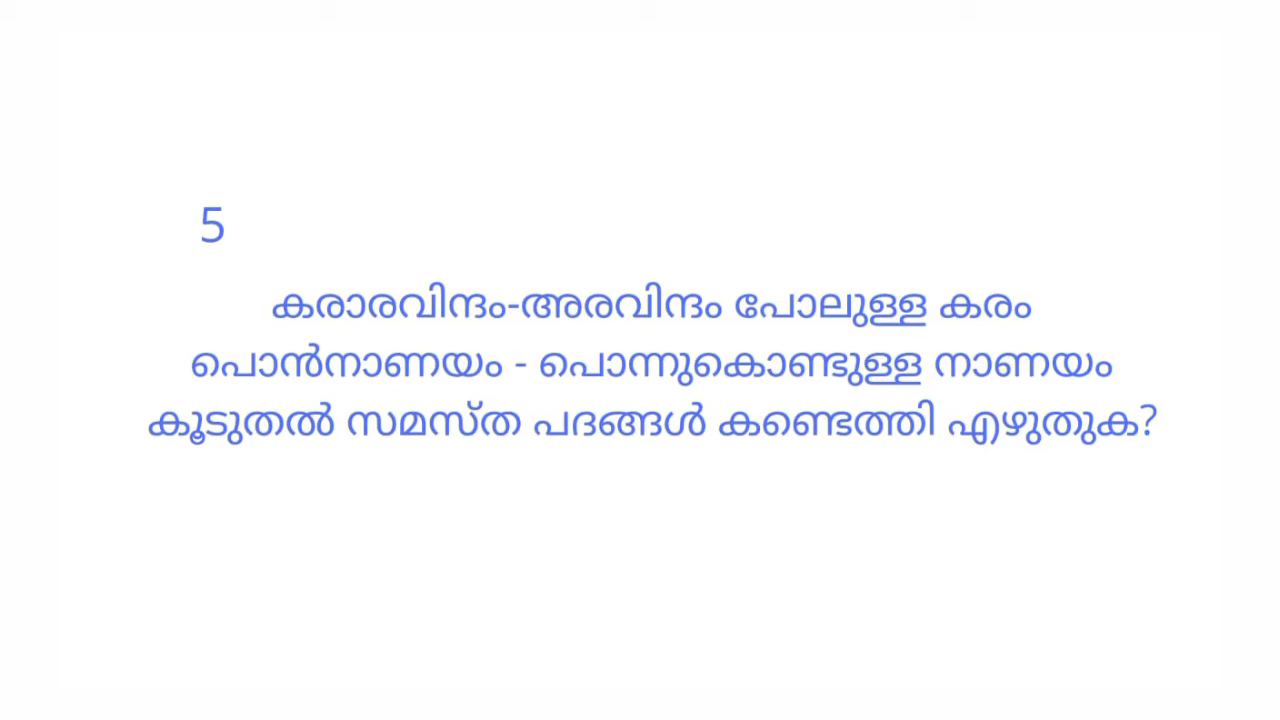 5
കരാരവിന്ദം-അരവിന്ദം പോലുള്ള കരം
പൊൻനാണയം - പൊന്നുകൊണ്ടുള്ള നാണയം
കൂടുതൽ സമസ്ത പദങ്ങൾ കണ്ടെത്തി എഴുതുക?